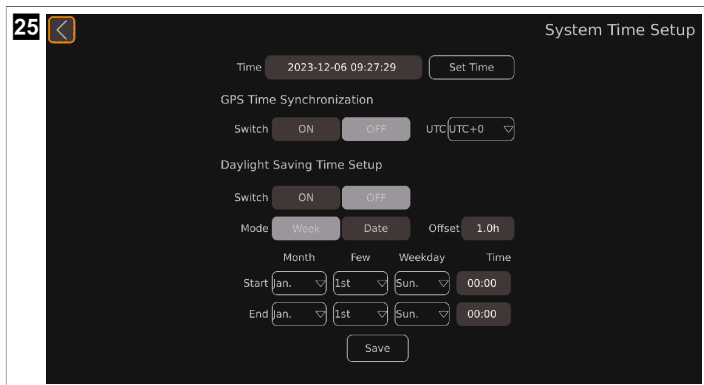 25
System Time Setup
Time 2023-12-06 09:27:29 Set Time
GPS Time Synchronization
Switch ON OFF UTC UTC+0
Daylight Saving Time Setup
Switch ON OFF
Mode Week Date Offset 1.0h
Month Few Weekday Time
Start Jan. 1st Sun. 00:00
End Jan. 1st Sun. 00:00
Save